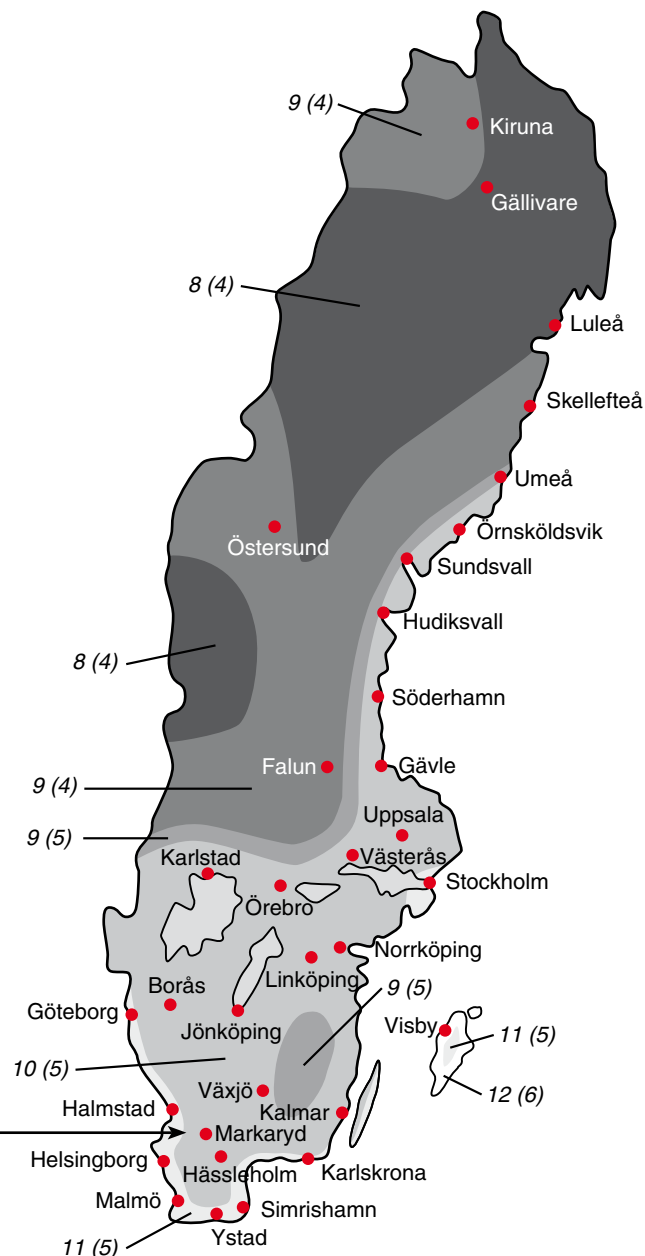 9 (4)
Kiruna
Gällivare
8 (4)
Luleå
Skellefteå
Umeå
Örnsköldsvik
Östersund
Sundsvall
Hudiksvall
8 (4)
Söderhamn
Falun
Gävle
9 (4)
Uppsala
9 (5)
Karlstad
Västerås
Stockholm
Örebro
Norrköping
Linköping
9 (5)
Borås
Göteborg
Jönköping
Visby
11 (5)
10 (5)
12 (6)
Växjö
Halmstad
Kalmar
Markaryd
Helsingborg
Hässleholm
Karlskrona
Malmö
Simrishamn
Ystad
11 (5)